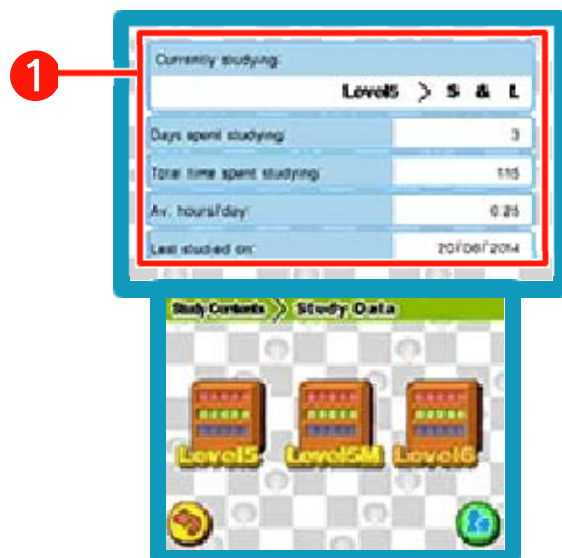 1
Currently studying:
Level5 > S & L
Days spent studying: 3
Total time spent studying: 1:15
Av. hours/day: 0:25
Last studied on: 20/06/2014
Study Contents > Study Data
Level5 Level5M Level6